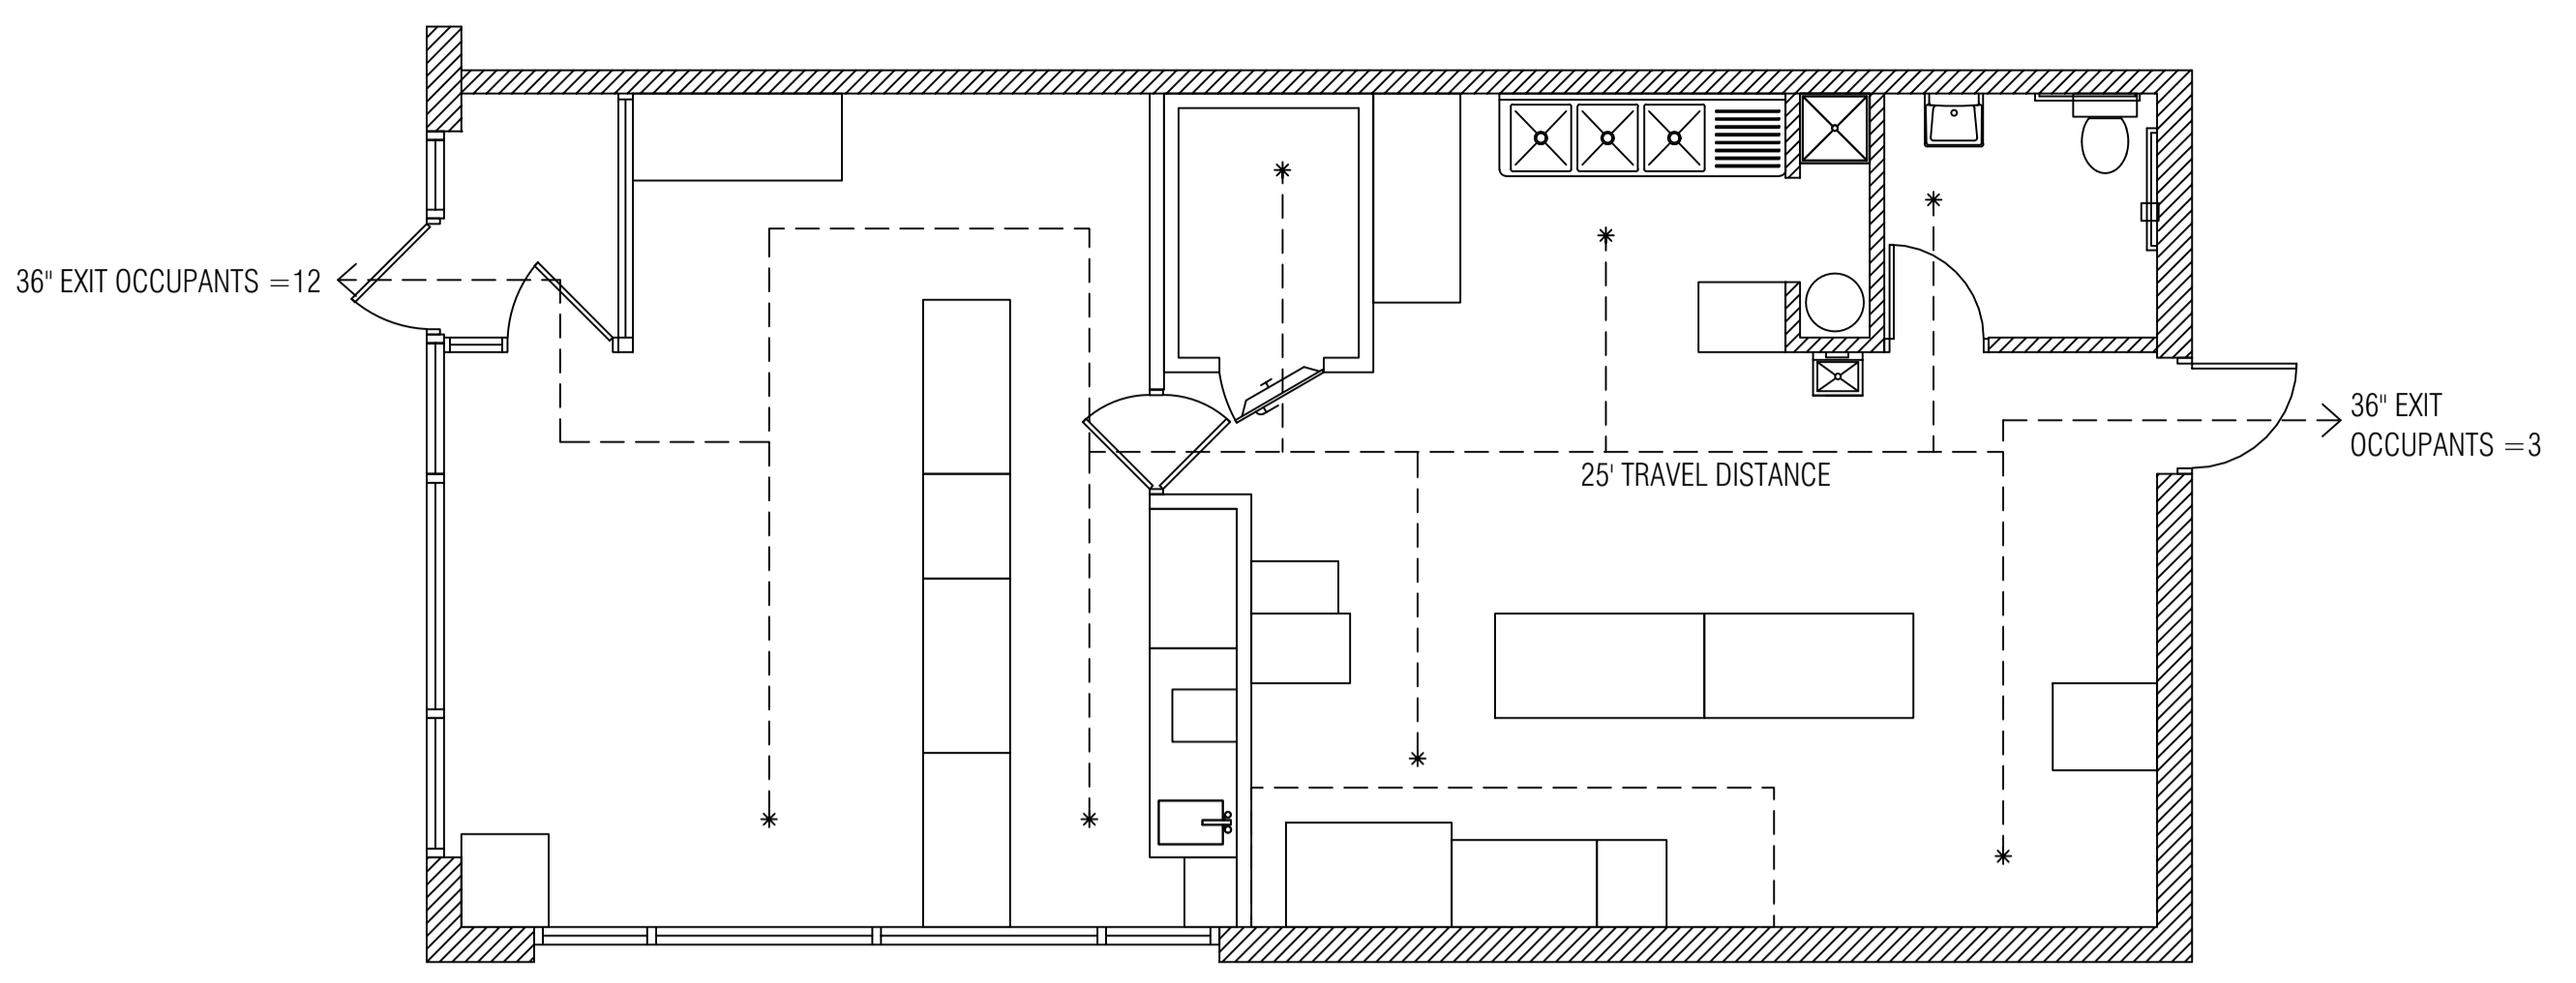 36" EXIT OCCUPANTS =12
36" EXIT
OCCUPANTS =3
25' TRAVEL DISTANCE